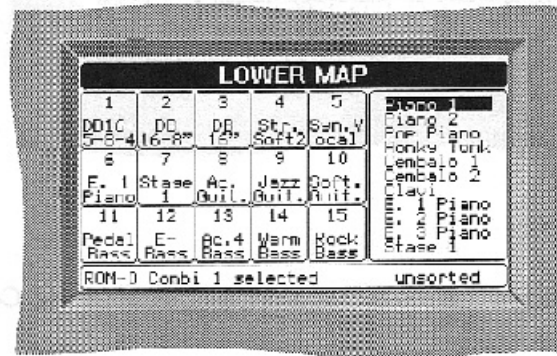 LOWER MAP
1 2 3 4 5
DD1C 5-8-4
DD 16-8"
DB 16"
Str. Soft2
Syn.V ocal
6 7 8 9 10
E. 1 Piano
Stage 1
Ac. Guit.
Jazz Guit.
Soft. Guit.
11 12 13 14 15
Pedal Bass
E- Bass
Ac.4 Bass
Warm Bass
Rock Bass
Piano 1
Piano 2
Pop Piano
Honky Tonk
Cembalo 1
Cembalo 2
Clavi
E. 1 Piano
E. 2 Piano
E. 3 Piano
Stage 1
ROM-0 Combi 1 selected unsorted